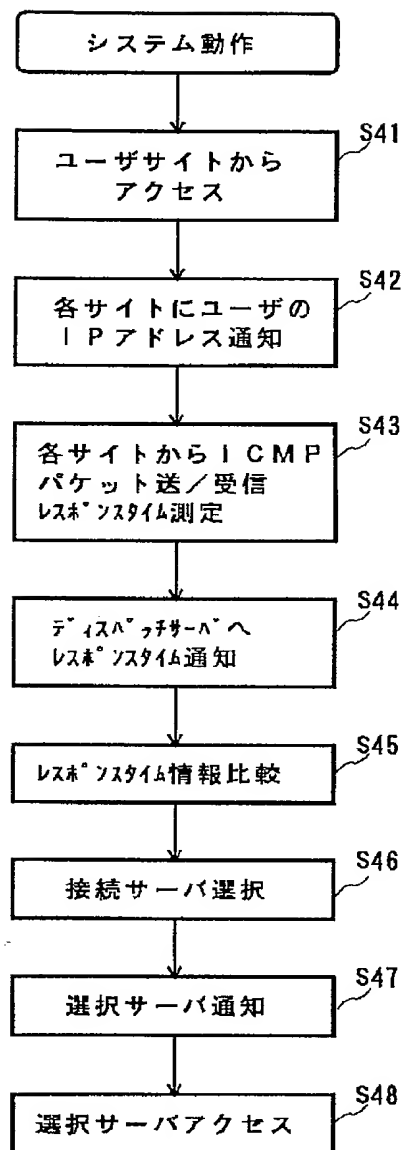 システム動作
S41
ユーザサイトから
アクセス
S42
各サイトにユーザの
IPアドレス通知
S43
各サイトからICMP
パケット送/受信
レスポンスタイム測定
S44
ディスパッチサーバへ
レスポンスタイム通知
S45
レスポンスタイム情報比較
S46
接続サーバ選択
S47
選択サーバ通知
S48
選択サーバアクセス